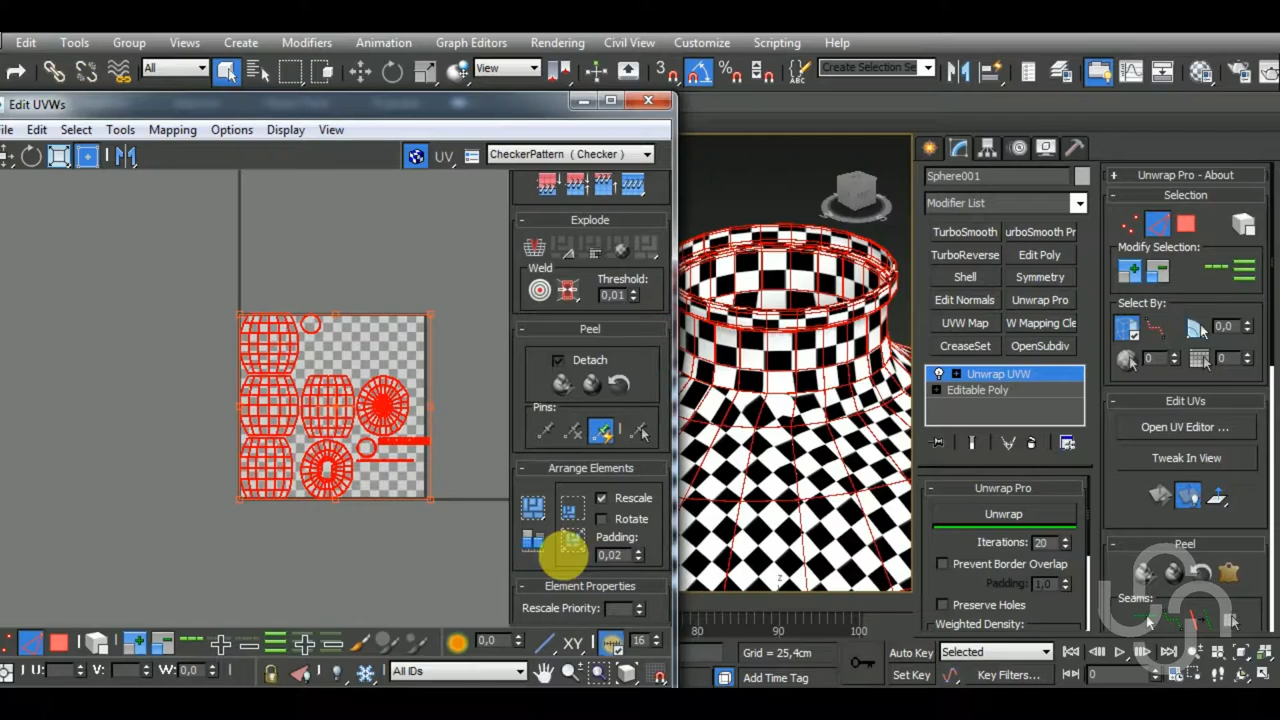 Edit Tools Group Views Create Modifiers Animation Graph Editors Rendering Civil View Customize Scripting Help
All View 3 % ABC Create Selection Se
Edit UVWs
File Edit Select Tools Mapping Options Display View
UV CheckerPattern ( Checker )
Explode
Weld Threshold:
0,01
Peel
Detach
Pins:
Arrange Elements
Rescale
Rotate
Padding:
0,02
Element Properties
Rescale Priority:
0,0 XY 16
U: V: W: 0,0 All IDs
z
Sphere001
Modifier List
TurboSmooth urboSmooth Pr
TurboReverse Edit Poly
Shell Symmetry
Edit Normals Unwrap Pro
UVW Map W Mapping Cle
CreaseSet OpenSubdiv
Unwrap UVW
Editable Poly
Unwrap Pro
Unwrap
Iterations: 20
Prevent Border Overlap
Padding: 1,0
Preserve Holes
Weighted Density:
Unwrap Pro - About
Selection
Modify Selection:
Select By:
0,0
0 0
Edit UVs
Open UV Editor ...
Tweak In View
Peel
Seams:
80 90 100
Grid = 25,4cm
Add Time Tag
Auto Key Selected
Set Key Key Filters... 0